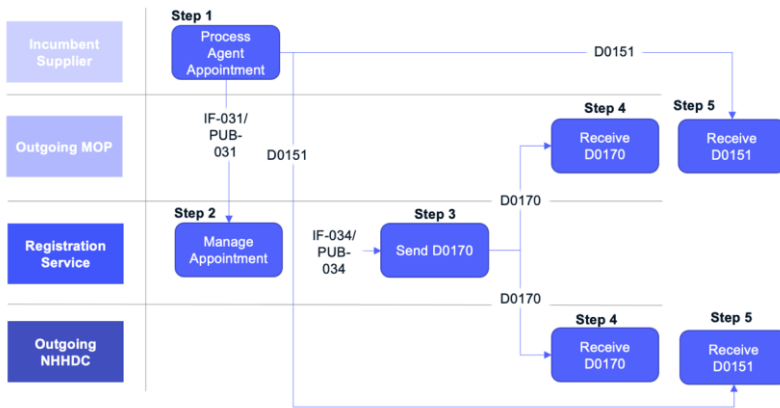 Step 1
Incumbent
Supplier
Process
Agent
Appointment
D0151
IF-031/
PUB-
031
Step 4
Step 5
Outgoing MOP
Receive
D0170
Receive
D0151
D0151
D0170
Step 2
Step 3
Registration
Service
Manage
Appointment
IF-034/
PUB-
034
Send D0170
D0170
Step 4
Step 5
Outgoing
NHHDC
Receive
D0170
Receive
D0151